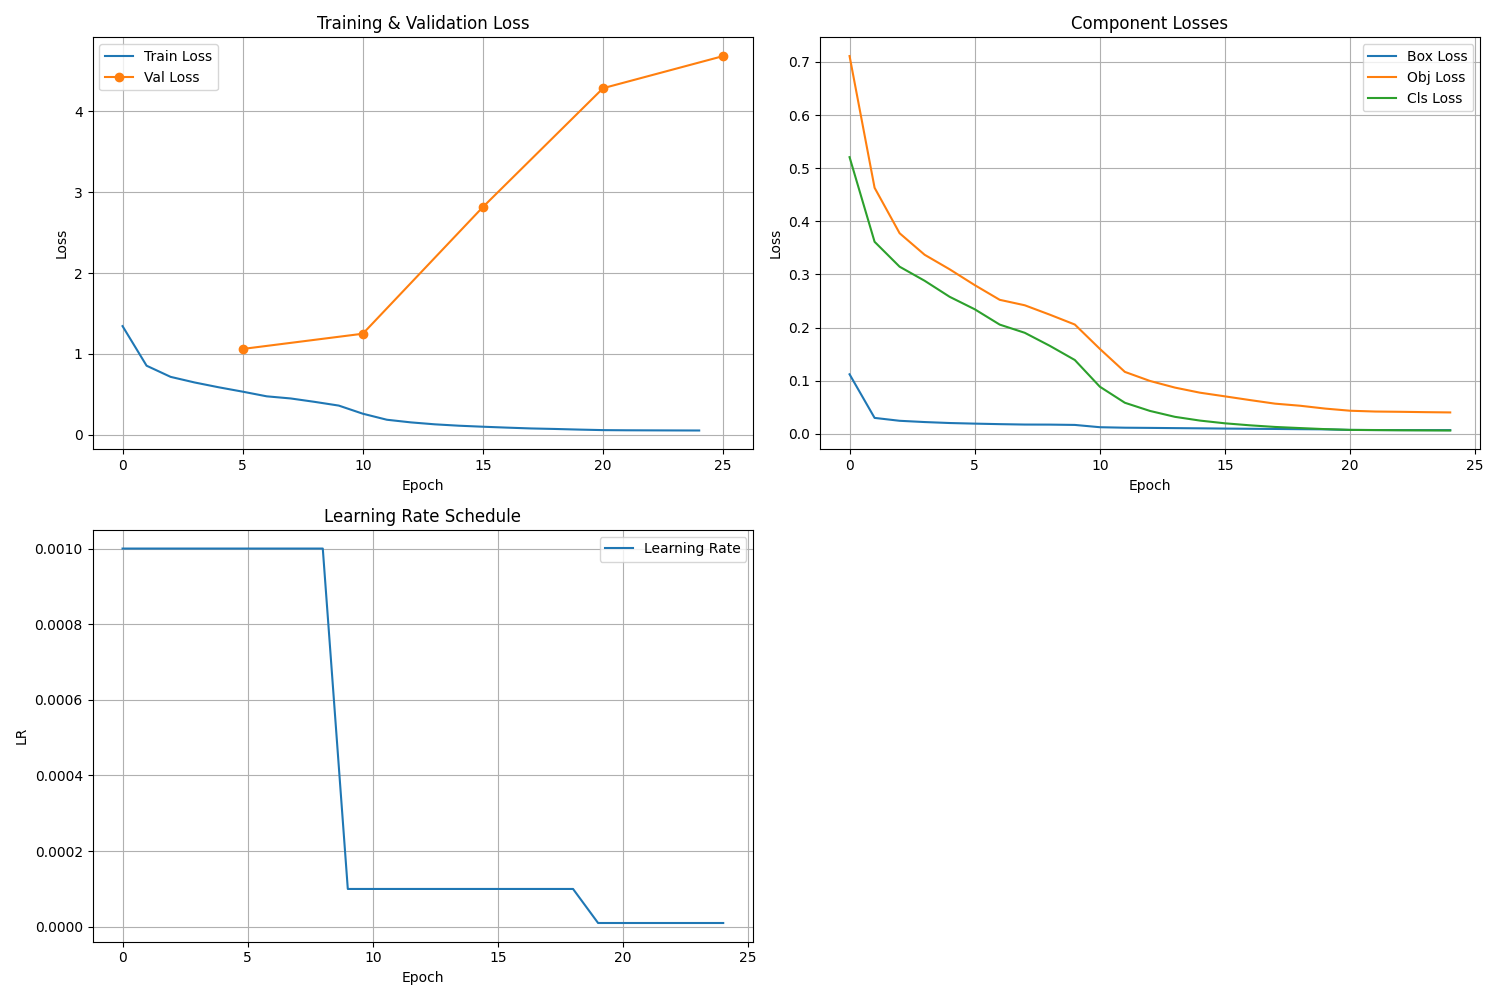 Training & Validation Loss
Train Loss
Val Loss
Loss
4
3
2
1
0
0 5 10 15 20 25
Epoch
Component Losses
Box Loss
Obj Loss
Cls Loss
Loss
0.7
0.6
0.5
0.4
0.3
0.2
0.1
0.0
0 5 10 15 20 25
Epoch
Learning Rate Schedule
Learning Rate
LR
0.0010
0.0008
0.0006
0.0004
0.0002
0.0000
0 5 10 15 20 25
Epoch